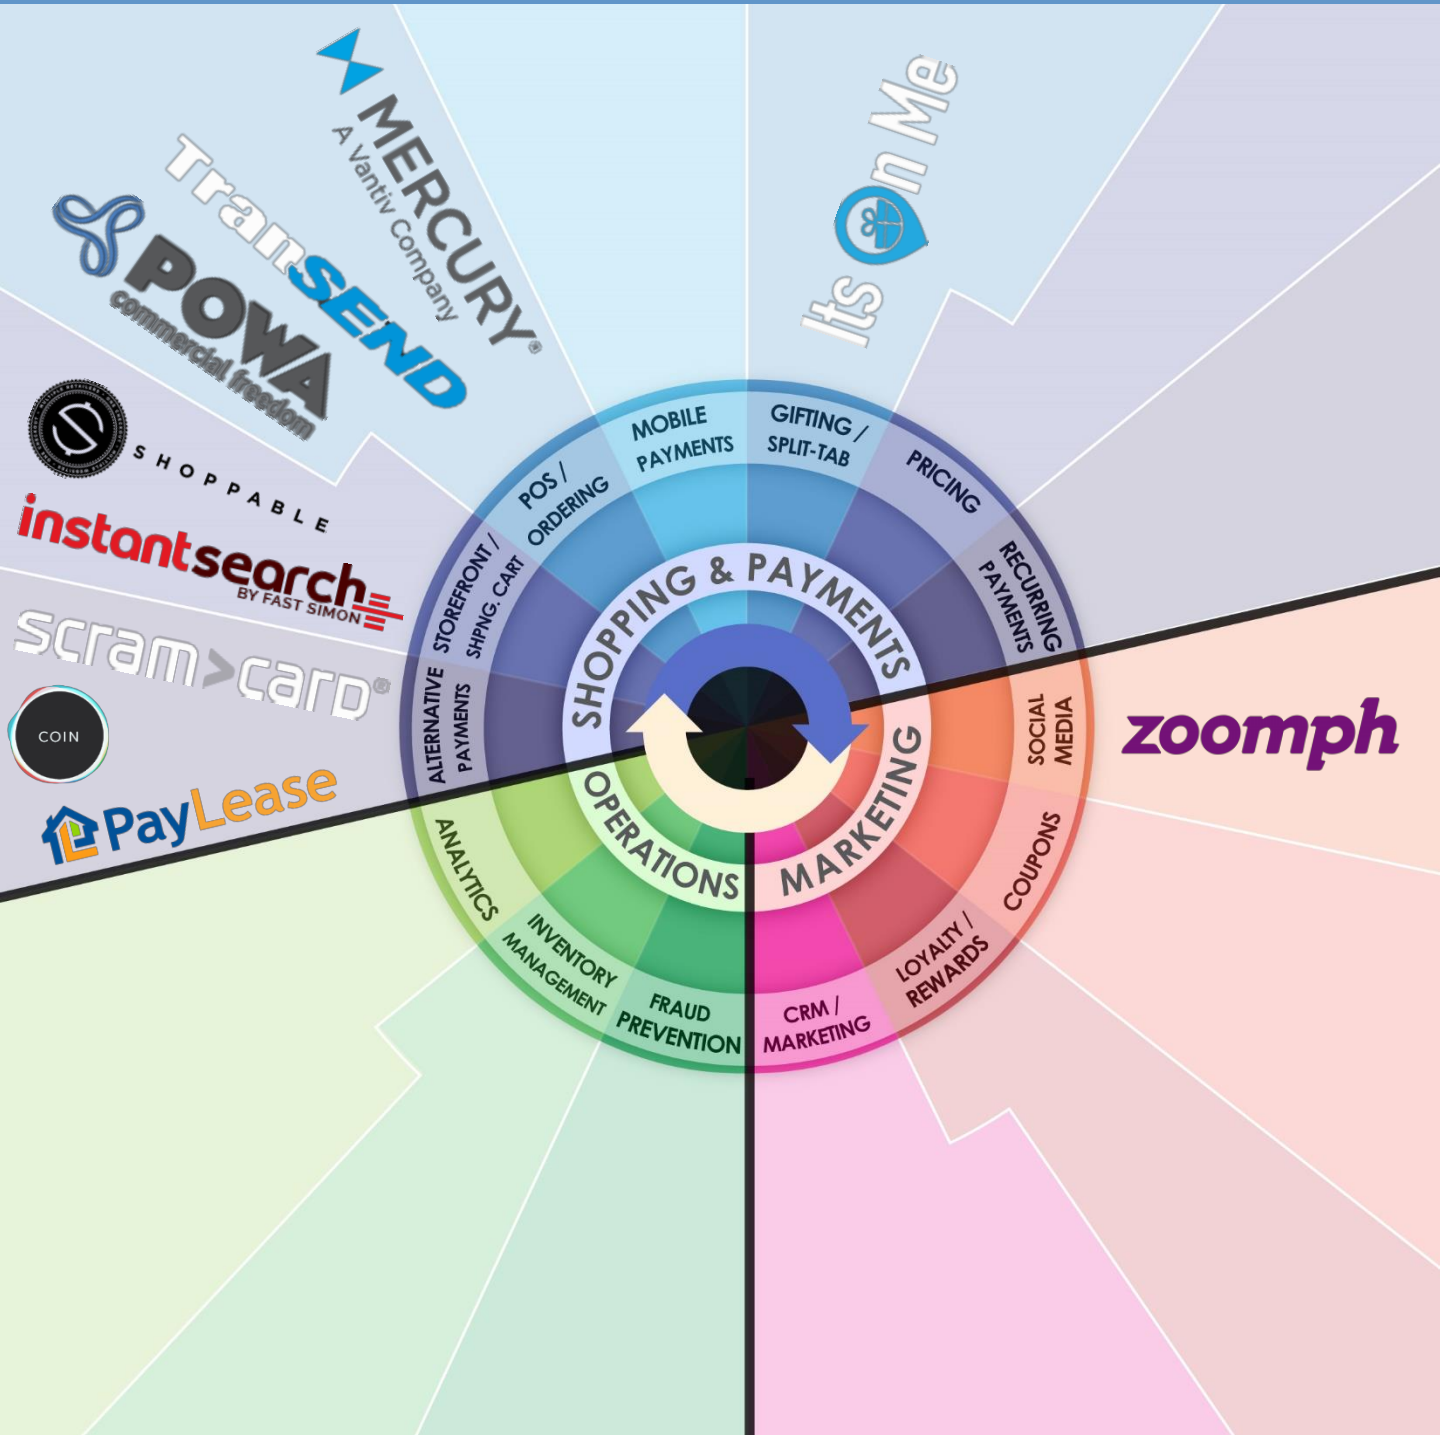 MERCURY®
A Vantiv Company
TranSEND
POWA
commercial freedom
Its on Me
SHOPPABLE
instantsearch
BY FAST SIMON
scram>card®
COIN
PayLease
zoomph
MOBILE
PAYMENTS
GIFTING /
SPLIT-TAB
PRICING
RECURRING
PAYMENTS
POS /
ORDERING
STOREFRONT /
SHPNG. CART
ALTERNATIVE
PAYMENTS
SHOPPING & PAYMENTS
SOCIAL
MEDIA
COUPONS
LOYALTY /
REWARDS
CRM /
MARKETING
MARKETING
OPERATIONS
ANALYTICS
INVENTORY
MANAGEMENT
FRAUD
PREVENTION